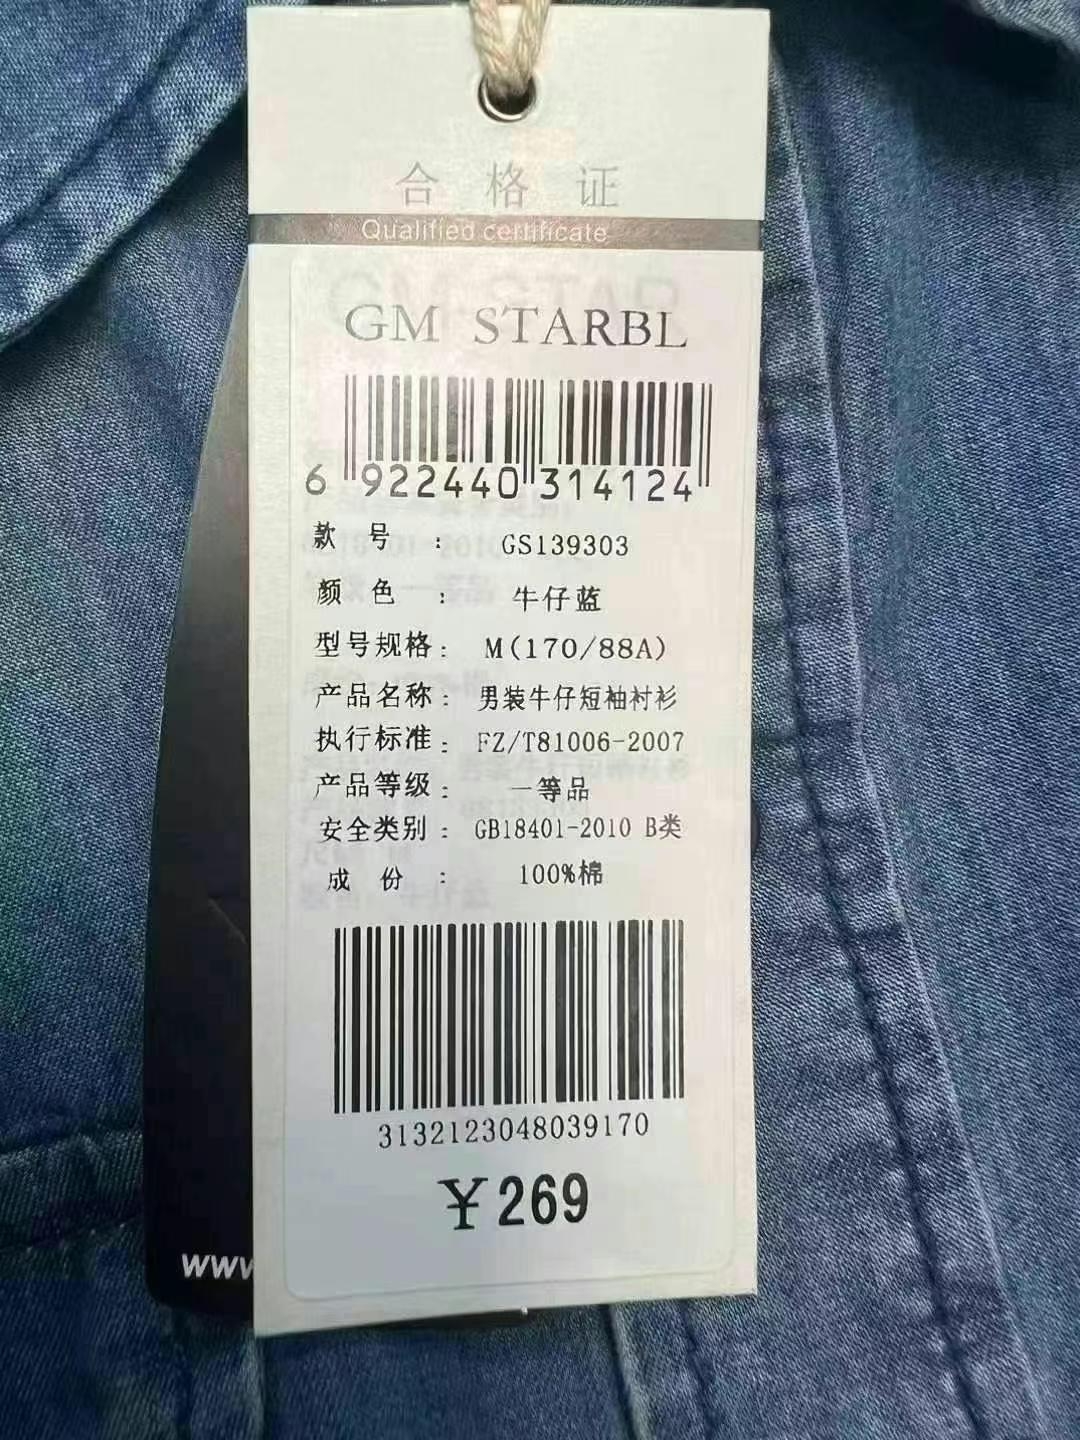 合格证
Qualified certificate
GM STARBL
6 922440 314124
款号： GS139303
颜色： 牛仔蓝
型号规格： M(170/88A)
产品名称： 男装牛仔短袖衬衫
执行标准： FZ/T81006-2007
产品等级： 一等品
安全类别： GB18401-2010 B类
成份： 100%棉
3132123048039170
¥269
www